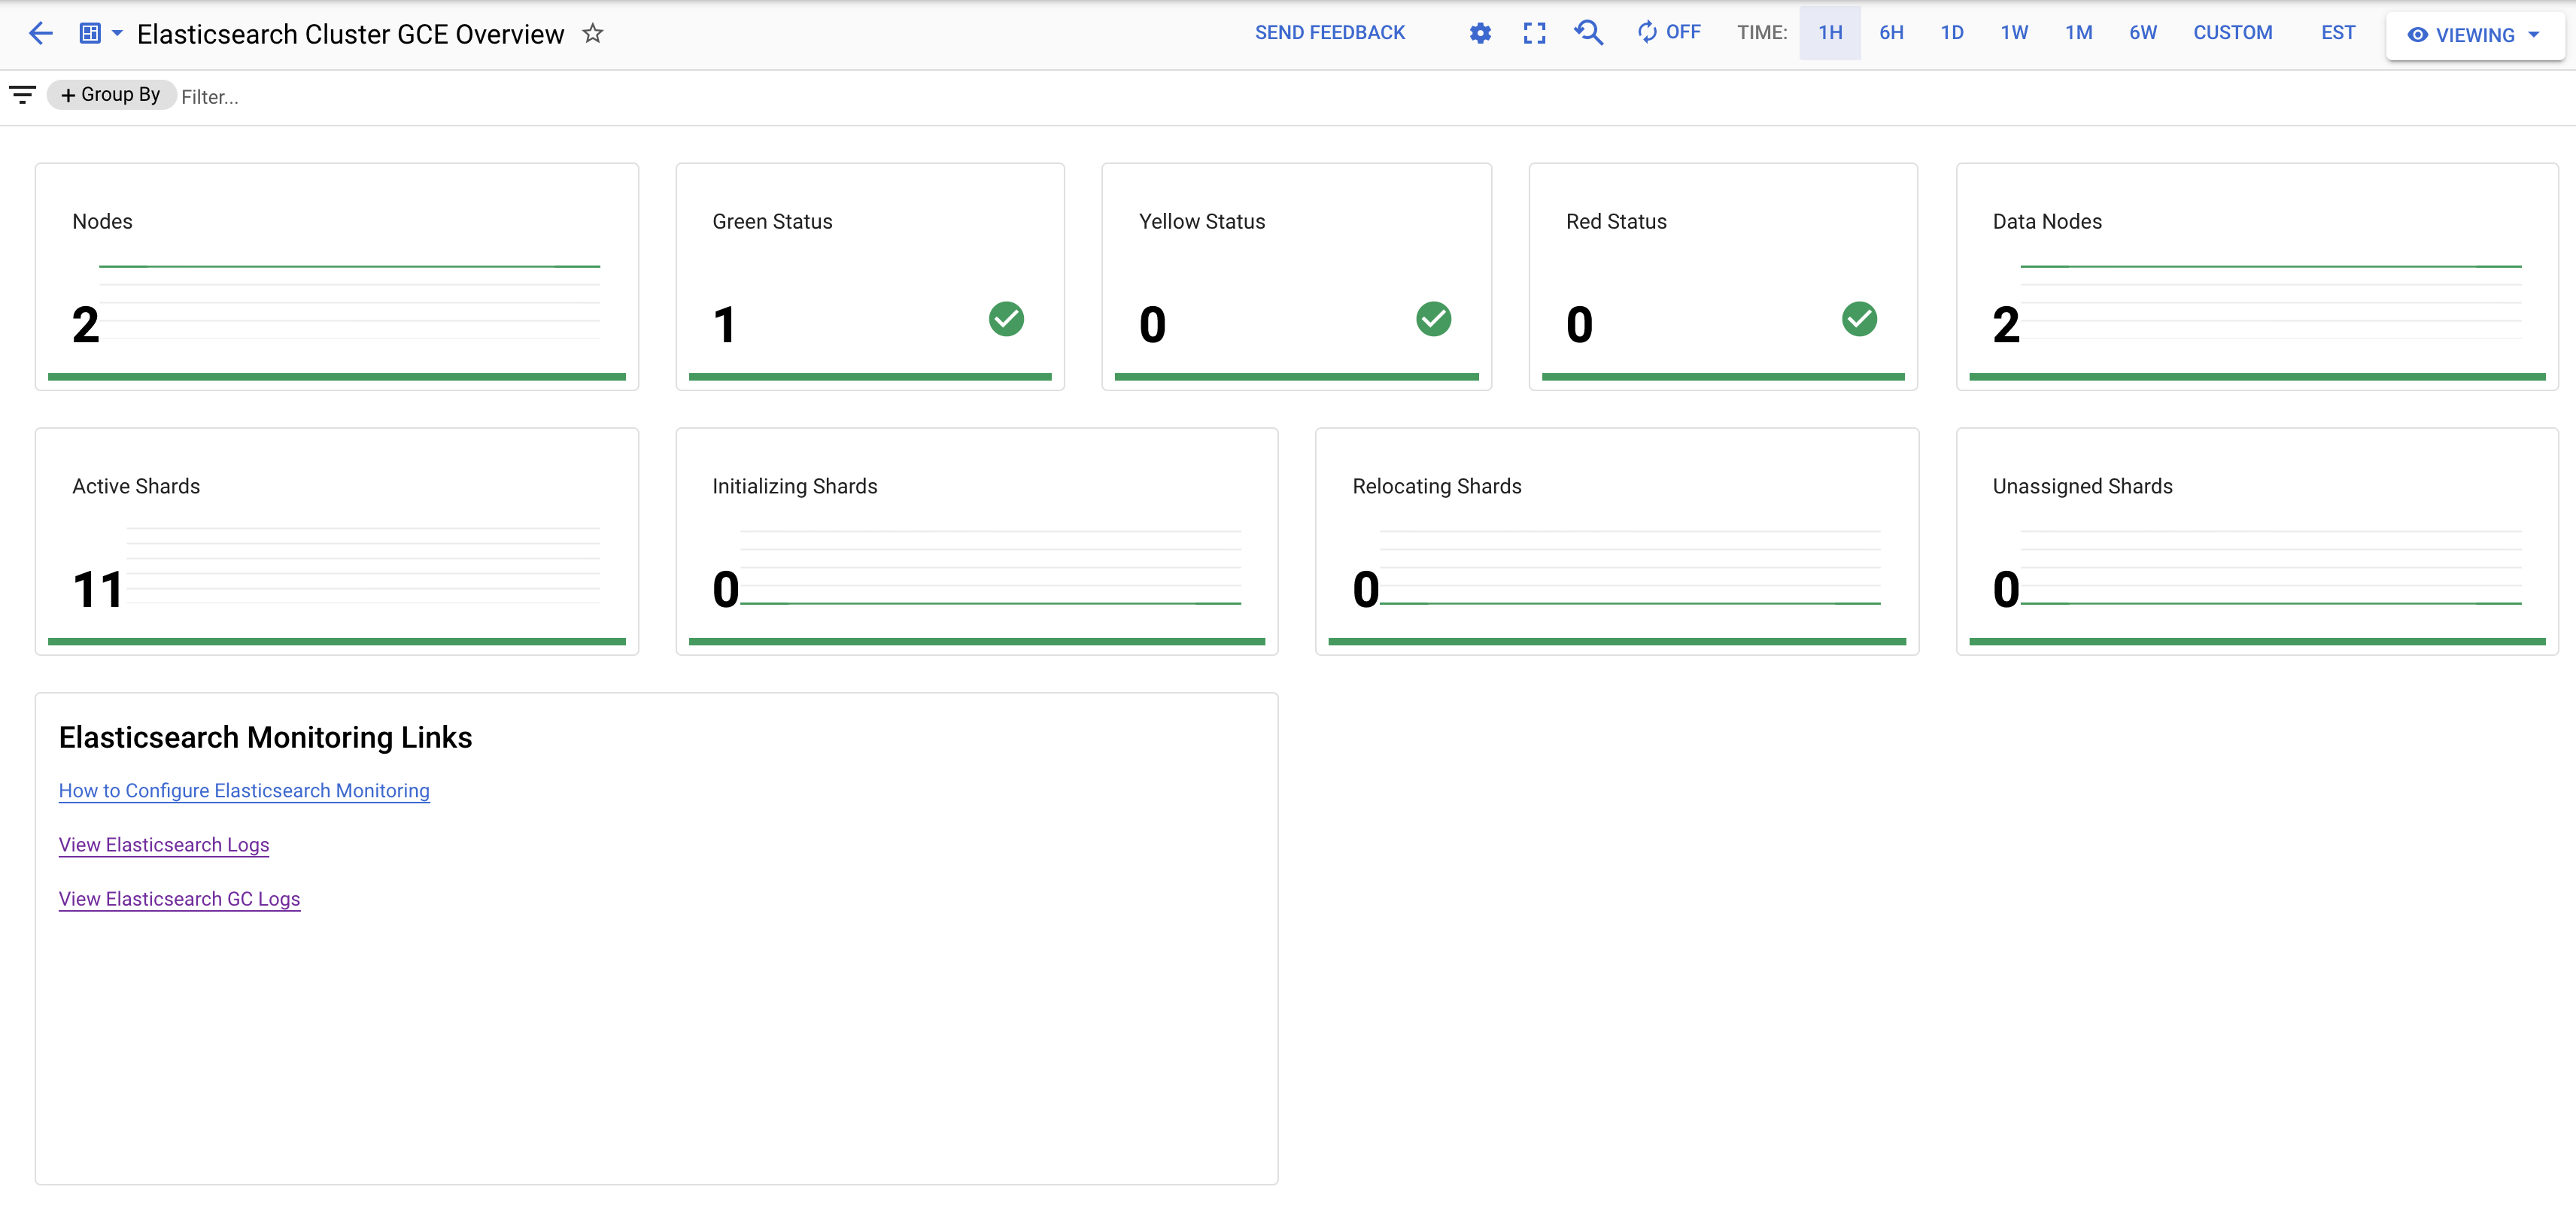 Elasticsearch Cluster GCE Overview
SEND FEEDBACK
OFF
TIME: 1H 6H 1D 1W 1M 6W CUSTOM
EST
VIEWING
+ Group By
Filter...
Nodes
2
Green Status
1
Yellow Status
0
Red Status
0
Data Nodes
2
Active Shards
11
Initializing Shards
0
Relocating Shards
0
Unassigned Shards
0
Elasticsearch Monitoring Links
How to Configure Elasticsearch Monitoring
View Elasticsearch Logs
View Elasticsearch GC Logs